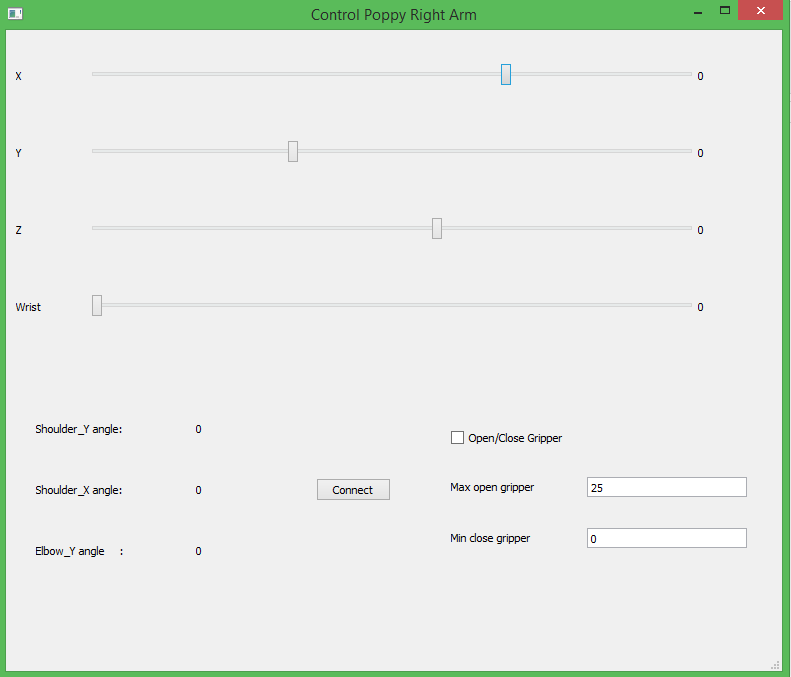 Control Poppy Right Arm
X 0
Y 0
Z 0
Wrist 0
Shoulder_Y angle: 0
Open/Close Gripper
Shoulder_X angle: 0 Connect Max open gripper 25
Min close gripper 0
Elbow_Y angle : 0